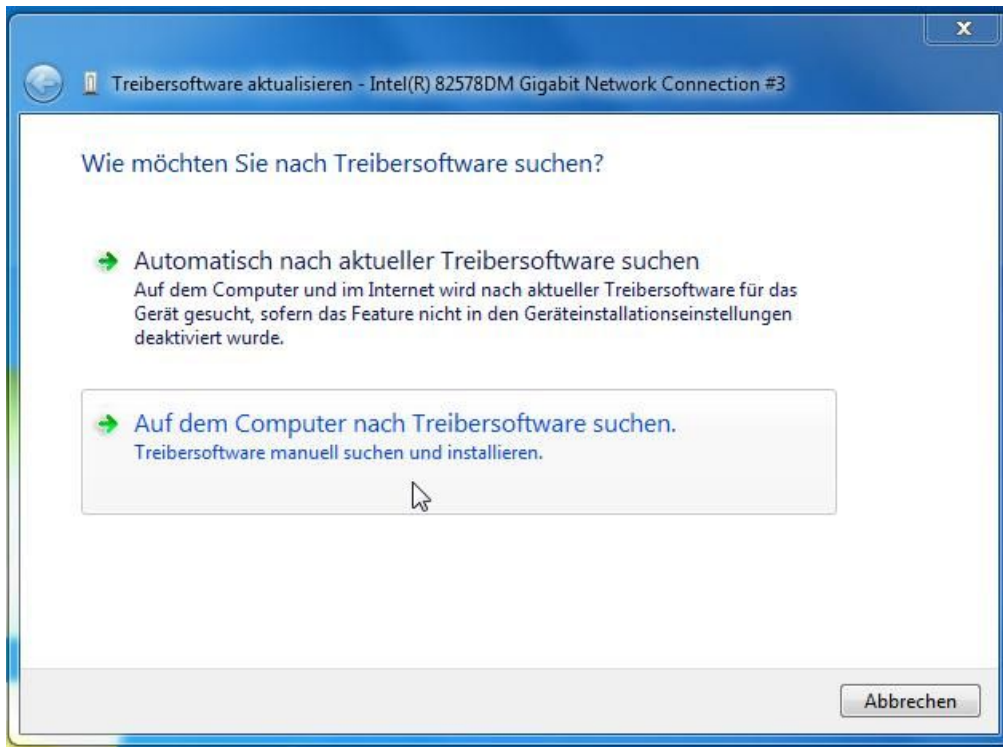 x
Treibersoftware aktualisieren - Intel(R) 82578DM Gigabit Network Connection #3
Wie möchten Sie nach Treibersoftware suchen?
Automatisch nach aktueller Treibersoftware suchen
Auf dem Computer und im Internet wird nach aktueller Treibersoftware für das
Gerät gesucht, sofern das Feature nicht in den Geräteinstallationseinstellungen
deaktiviert wurde.
Auf dem Computer nach Treibersoftware suchen.
Treibersoftware manuell suchen und installieren.
Abbrechen